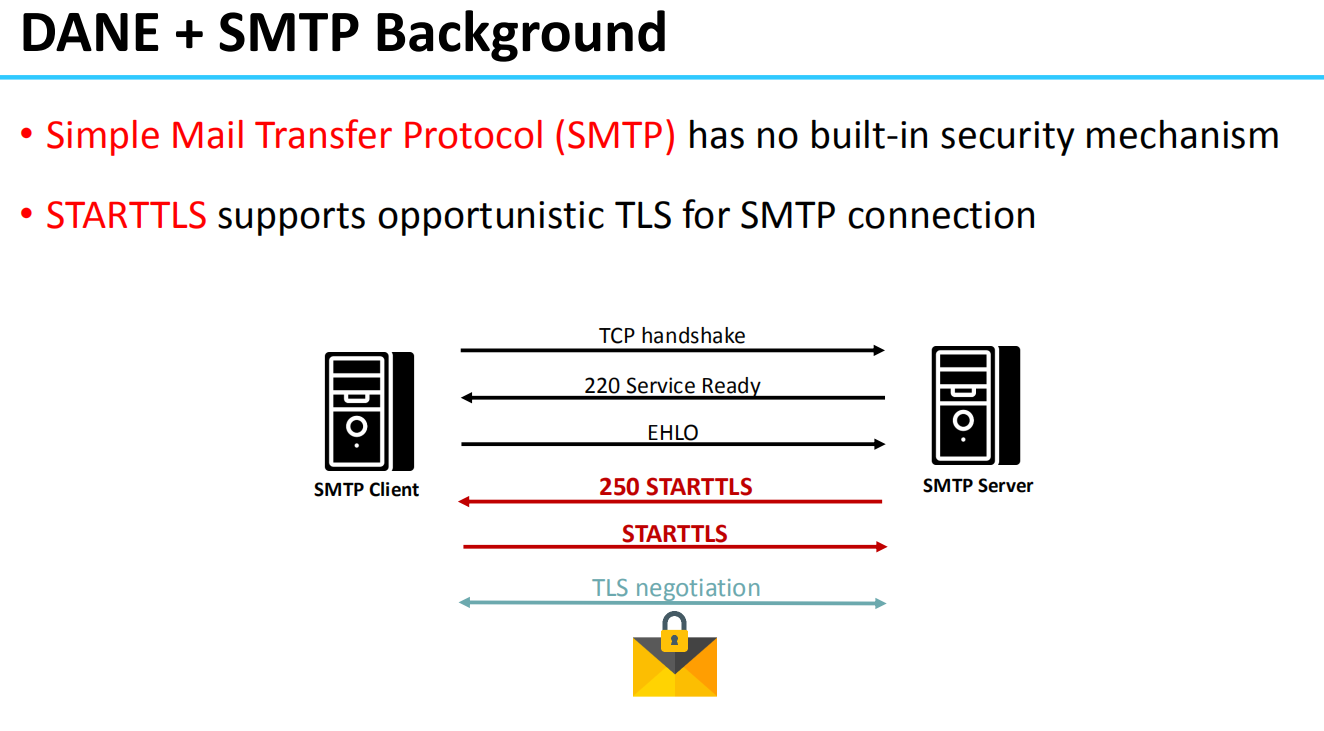 DANE + SMTP Background
• Simple Mail Transfer Protocol (SMTP) has no built-in security mechanism
• STARTTLS supports opportunistic TLS for SMTP connection
TCP handshake
220 Service Ready
EHLO
250 STARTTLS
SMTP Client
SMTP Server
STARTTLS
TLS negotiation